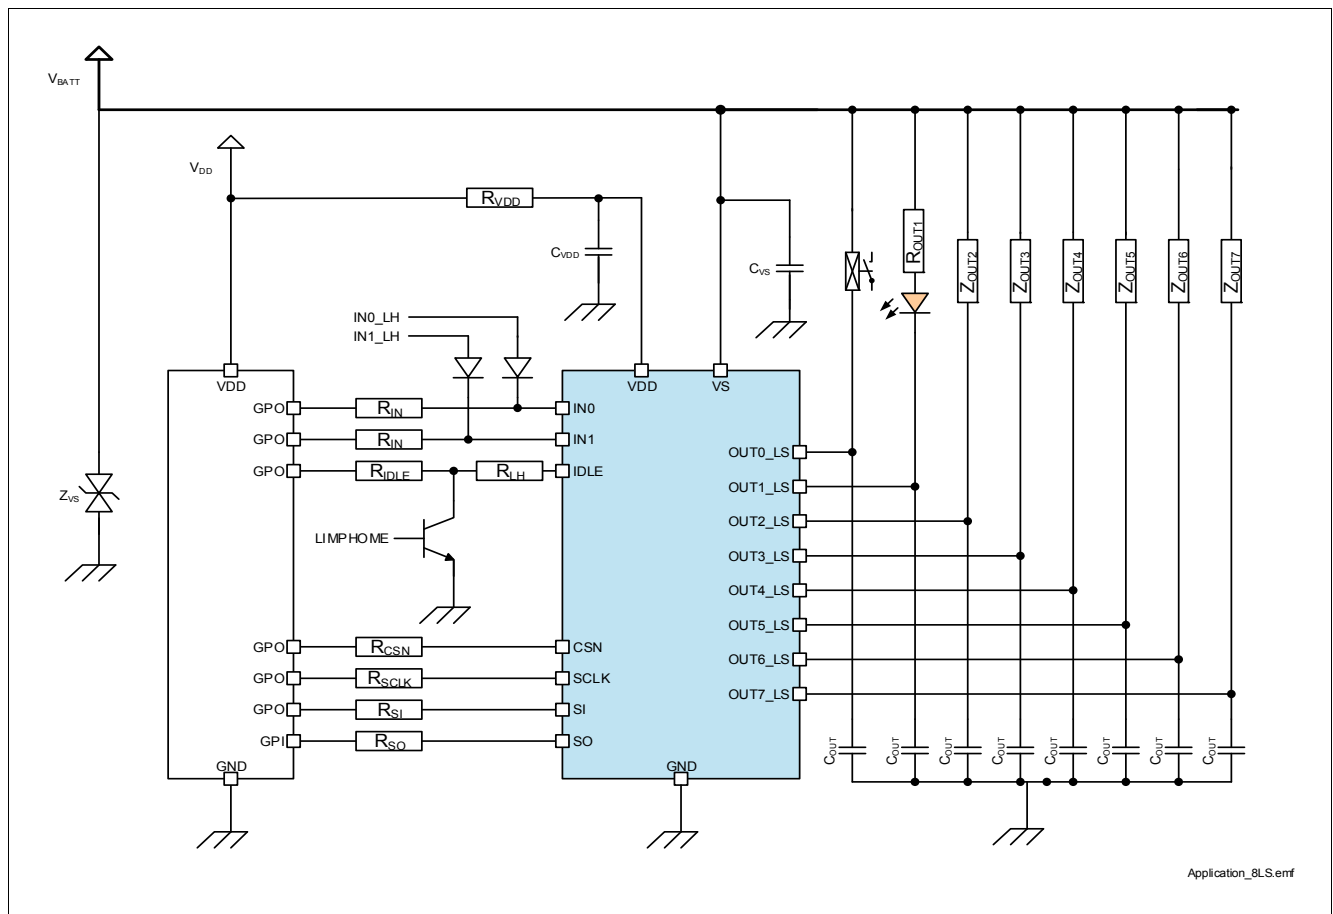 VBATT
VDD
RVDD
CVDD
CVS
ROUT1
ZOUT2
ZOUT3
ZOUT4
ZOUT5
ZOUT6
ZOUT7
IN0_LH
IN1_LH
VDD
VDD
VS
GPO
RIN
IN0
GPO
RIN
IN1
GPO
RIDLE
RLH
IDLE
ZVS
LIMPHOME
OUT0_LS
OUT1_LS
OUT2_LS
OUT3_LS
OUT4_LS
OUT5_LS
OUT6_LS
OUT7_LS
GPO
RCSN
CSN
GPO
RSCLK
SCLK
GPO
RSI
SI
GPI
RSO
SO
GND
GND
COUT
COUT
COUT
COUT
COUT
COUT
COUT
COUT
Application_8LS.emf